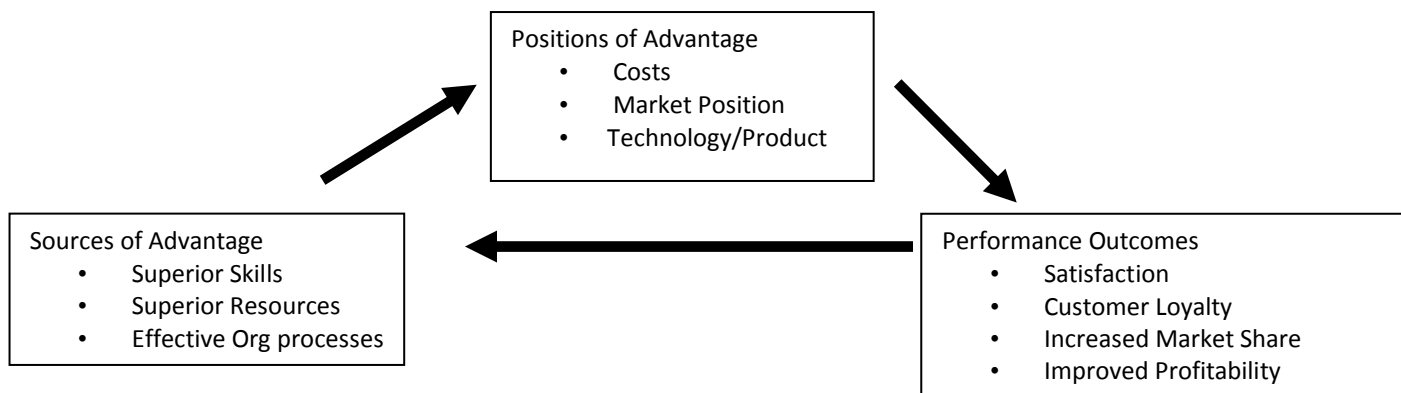 Positions of Advantage
• Costs
• Market Position
• Technology/Product
Sources of Advantage
• Superior Skills
• Superior Resources
• Effective Org processes
Performance Outcomes
• Satisfaction
• Customer Loyalty
• Increased Market Share
• Improved Profitability